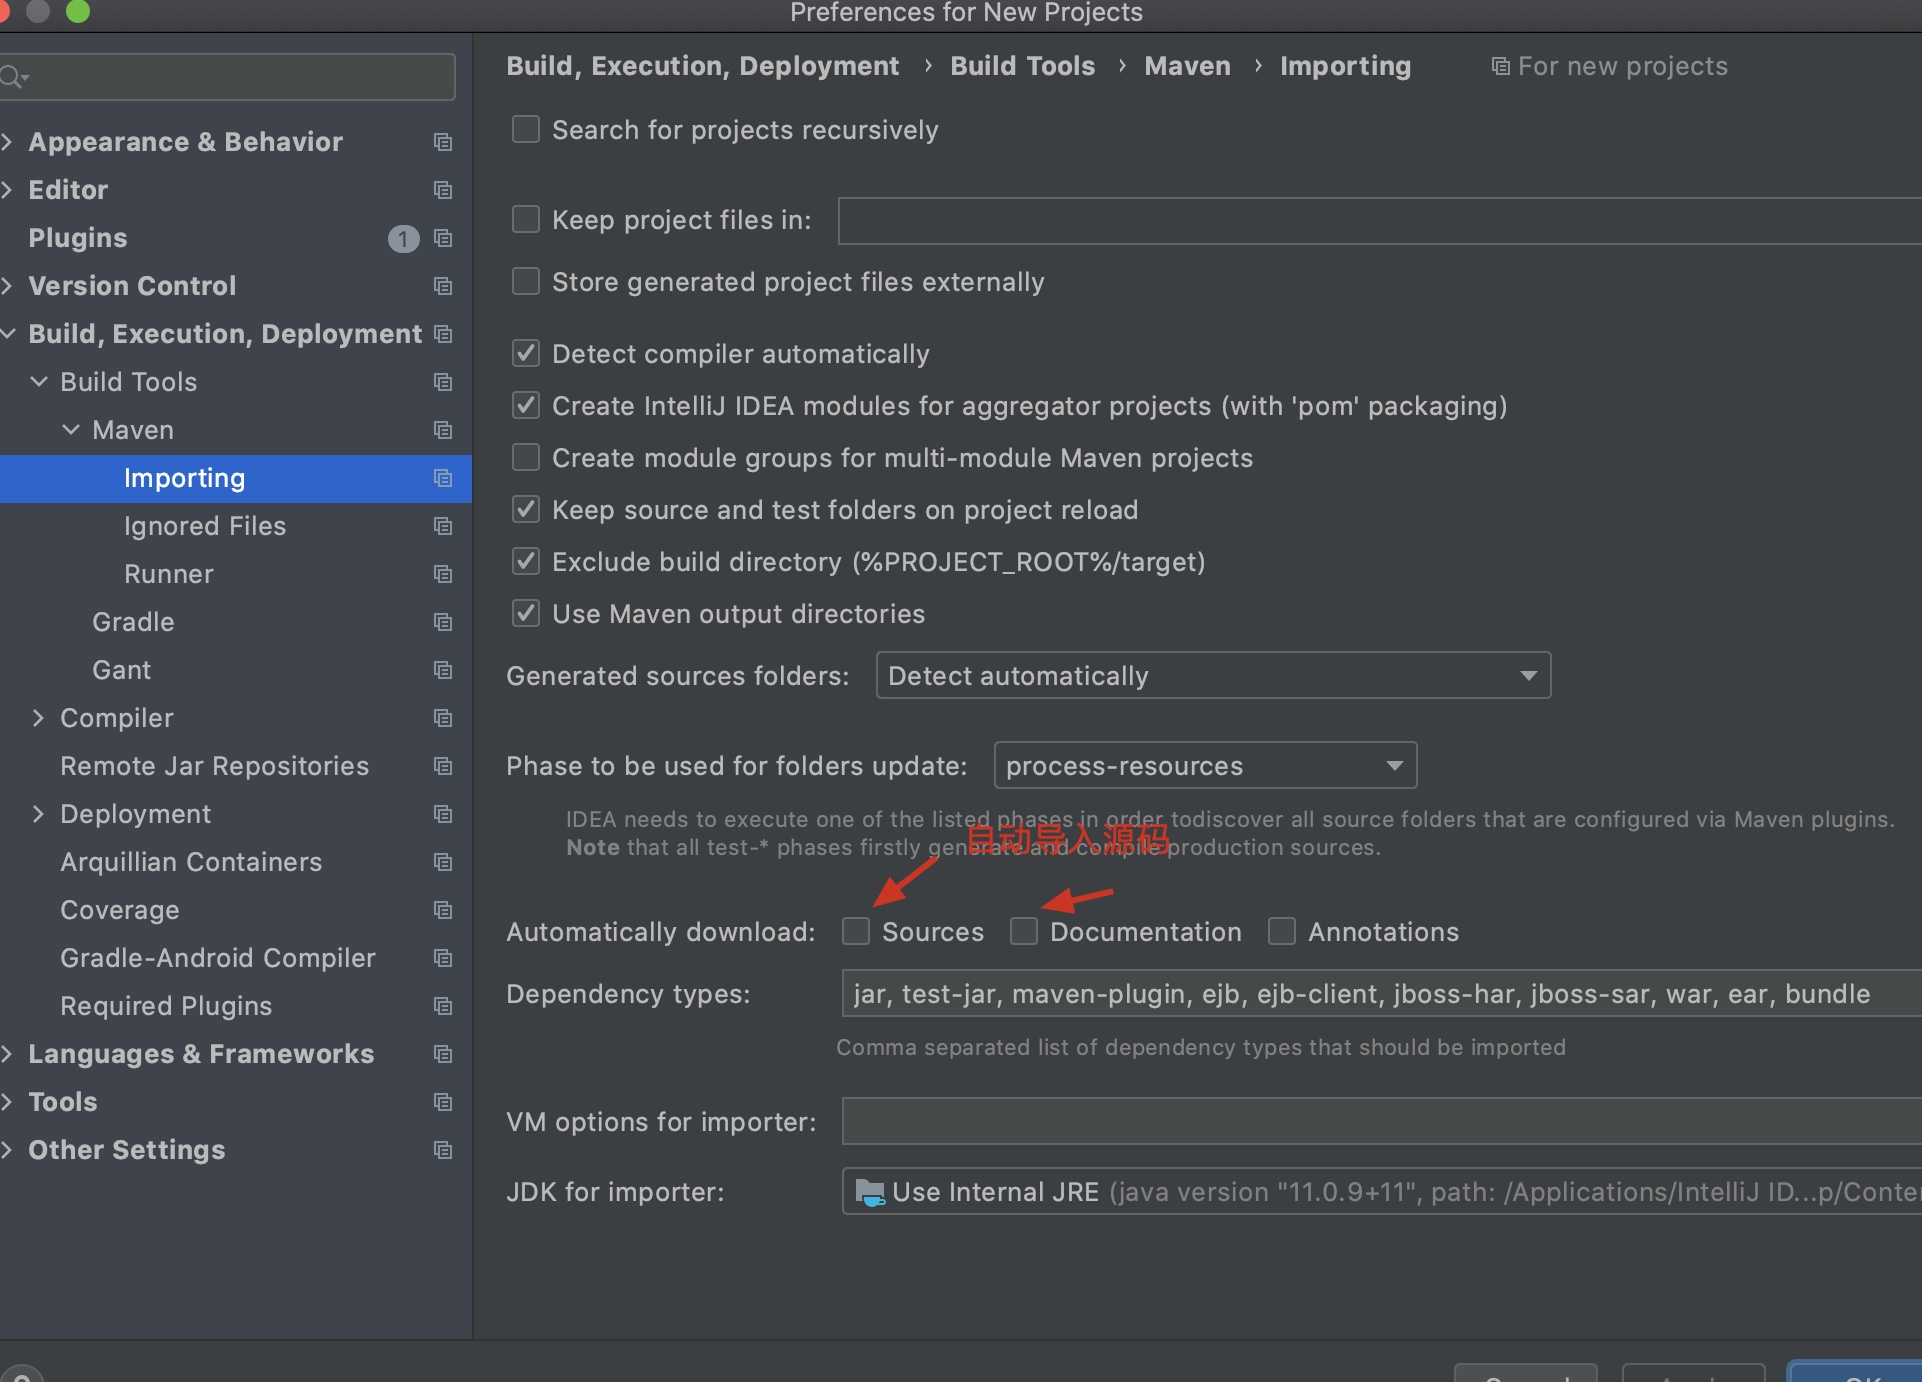 Preferences for New Projects
Build, Execution, Deployment › Build Tools › Maven › Importing
For new projects
Appearance & Behavior
Editor
Plugins 1
Version Control
Build, Execution, Deployment
Build Tools
Maven
Importing
Ignored Files
Runner
Gradle
Gant
Compiler
Remote Jar Repositories
Deployment
Arquillian Containers
Coverage
Gradle-Android Compiler
Required Plugins
Languages & Frameworks
Tools
Other Settings
Search for projects recursively
Keep project files in:
Store generated project files externally
Detect compiler automatically
Create IntelliJ IDEA modules for aggregator projects (with 'pom' packaging)
Create module groups for multi-module Maven projects
Keep source and test folders on project reload
Exclude build directory (%PROJECT_ROOT%/target)
Use Maven output directories
Generated sources folders: Detect automatically
Phase to be used for folders update: process-resources
IDEA needs to execute one of the listed phases in order todiscover all source folders that are configured via Maven plugins.
Note that all test-* phases firstly generate and compile production sources.
自动导入源码
Automatically download: Sources Documentation Annotations
Dependency types: jar, test-jar, maven-plugin, ejb, ejb-client, jboss-har, jboss-sar, war, ear, bundle
Comma separated list of dependency types that should be imported
VM options for importer:
JDK for importer: Use Internal JRE (java version "11.0.9+11", path: /Applications/IntelliJ ID...p/Conte